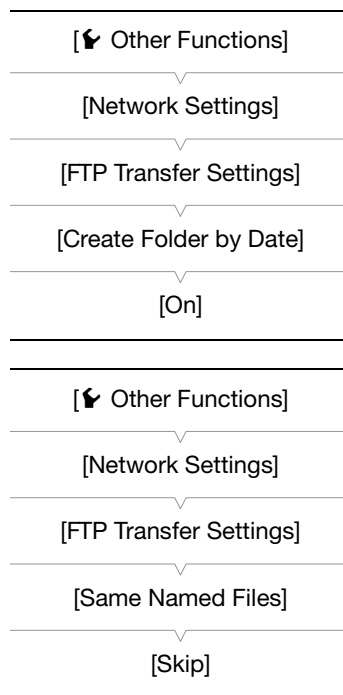 [ Other Functions]
[Network Settings]
[FTP Transfer Settings]
[Create Folder by Date]
[On]
[ Other Functions]
[Network Settings]
[FTP Transfer Settings]
[Same Named Files]
[Skip]